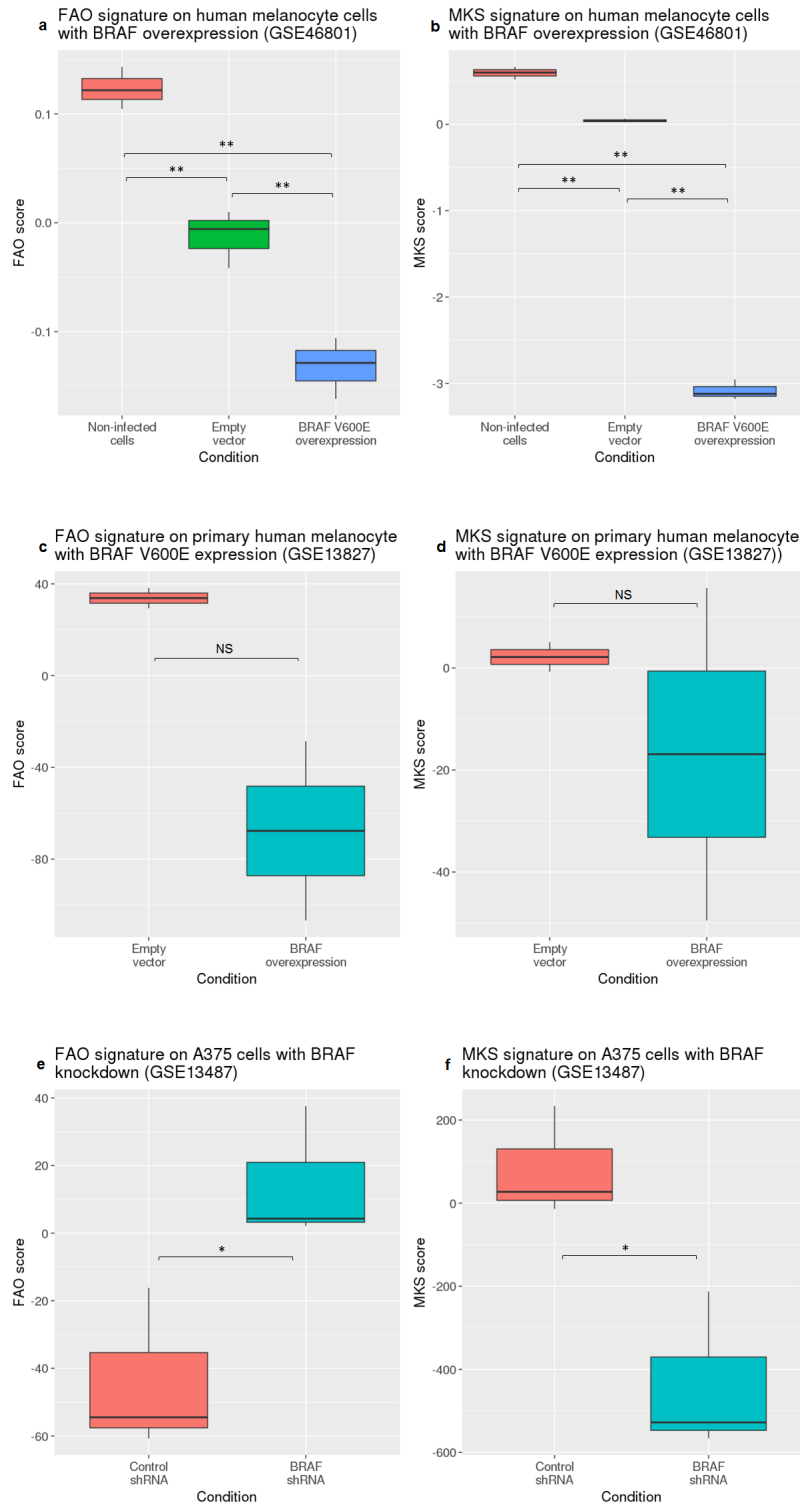 a FAO signature on human melanocyte cells
with BRAF overexpression (GSE46801)
0.1
0.0
-0.1
FAO score
**
**
**
Non-infected
cells
Empty
vector
BRAF V600E
overexpression
Condition
b MKS signature on human melanocyte cells
with BRAF overexpression (GSE46801)
0
-1
-2
-3
MKS score
**
**
**
Non-infected
cells
Empty
vector
BRAF V600E
overexpression
Condition
c FAO signature on primary human melanocyte
with BRAF V600E expression (GSE13827)
40
0
-40
-80
FAO score
NS
Empty
vector
BRAF
overexpression
Condition
d MKS signature on primary human melanocyte
with BRAF V600E expression (GSE13827))
0
-20
-40
MKS score
NS
Empty
vector
BRAF
overexpression
Condition
e FAO signature on A375 cells with BRAF
knockdown (GSE13487)
40
20
0
-20
-40
-60
FAO score
*
Control
shRNA
BRAF
shRNA
Condition
f MKS signature on A375 cells with BRAF
knockdown (GSE13487)
200
0
-200
-400
-600
MKS score
*
Control
shRNA
BRAF
shRNA
Condition